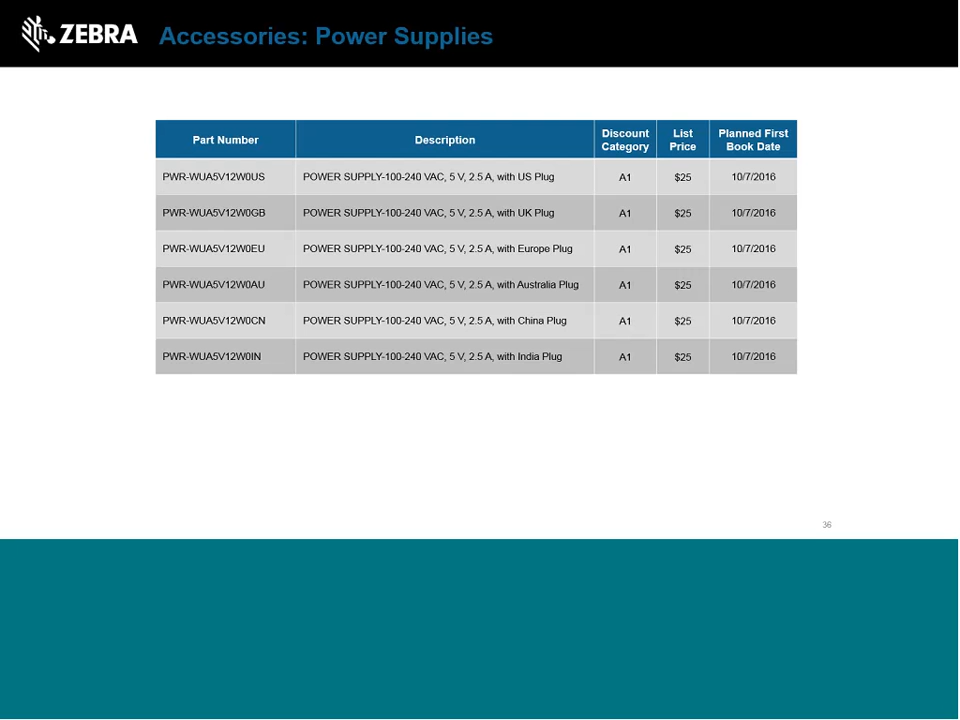 ZEBRA
Accessories: Power Supplies
Part Number Description Discount Category List Price Planned First Book Date
PWR-WUA5V12W0US POWER SUPPLY-100-240 VAC, 5 V, 2.5 A, with US Plug A1 $25 10/7/2016
PWR-WUA5V12W0GB POWER SUPPLY-100-240 VAC, 5 V, 2.5 A, with UK Plug A1 $25 10/7/2016
PWR-WUA5V12W0EU POWER SUPPLY-100-240 VAC, 5 V, 2.5 A, with Europe Plug A1 $25 10/7/2016
PWR-WUA5V12W0AU POWER SUPPLY-100-240 VAC, 5 V, 2.5 A, with Australia Plug A1 $25 10/7/2016
PWR-WUA5V12W0CN POWER SUPPLY-100-240 VAC, 5 V, 2.5 A, with China Plug A1 $25 10/7/2016
PWR-WUA5V12W0IN POWER SUPPLY-100-240 VAC, 5 V, 2.5 A, with India Plug A1 $25 10/7/2016
36